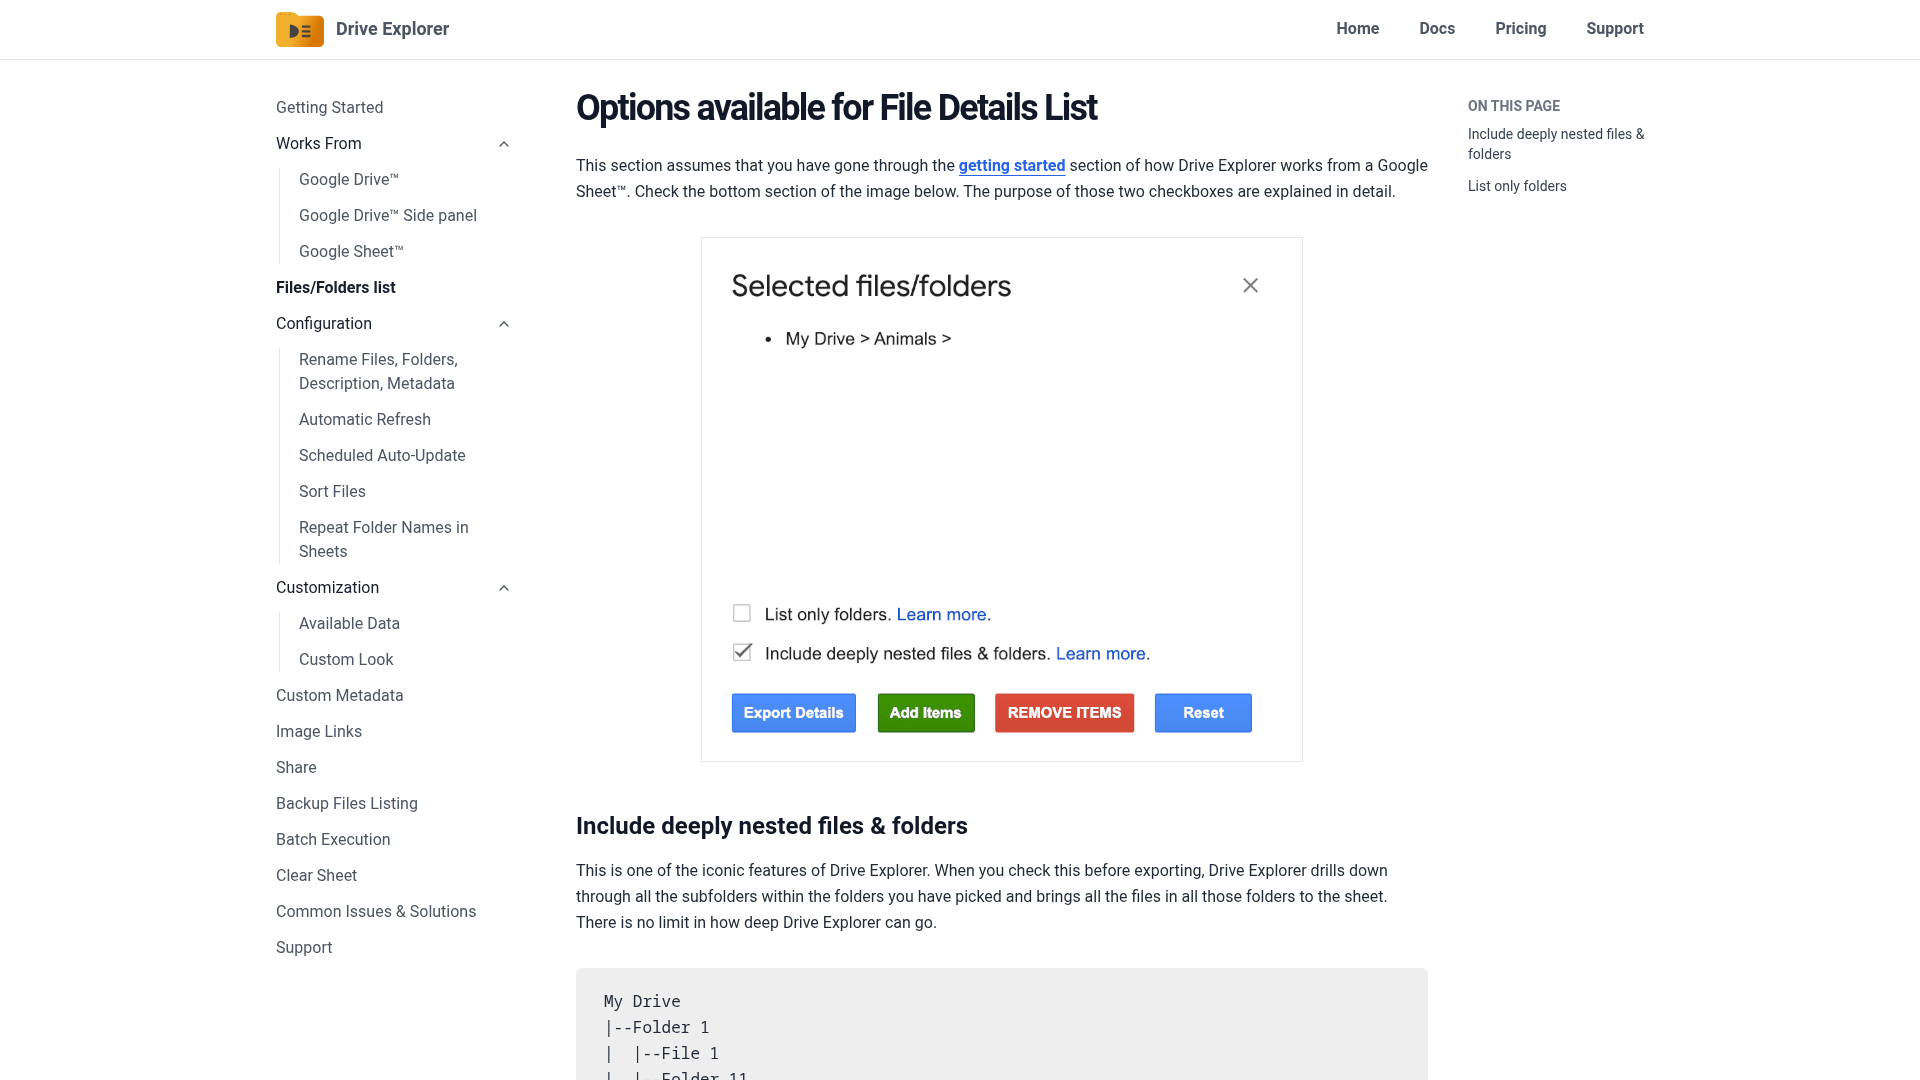 Drive Explorer
Home
Docs
Pricing
Support
Getting Started
Works From
Google Drive™
Google Drive™ Side panel
Google Sheet™
Files/Folders list
Configuration
Rename Files, Folders,
Description, Metadata
Automatic Refresh
Scheduled Auto-Update
Sort Files
Repeat Folder Names in
Sheets
Customization
Available Data
Custom Look
Custom Metadata
Image Links
Share
Backup Files Listing
Batch Execution
Clear Sheet
Common Issues & Solutions
Support
Options available for File Details List
This section assumes that you have gone through the getting started section of how Drive Explorer works from a Google
Sheet™. Check the bottom section of the image below. The purpose of those two checkboxes are explained in detail.
Selected files/folders
• My Drive > Animals >
List only folders. Learn more.
Include deeply nested files & folders. Learn more.
Export Details
Add Items
REMOVE ITEMS
Reset
Include deeply nested files & folders
This is one of the iconic features of Drive Explorer. When you check this before exporting, Drive Explorer drills down
through all the subfolders within the folders you have picked and brings all the files in all those folders to the sheet.
There is no limit in how deep Drive Explorer can go.
My Drive
|--Folder 1
|  |--File 1
|  |--Folder 11
ON THIS PAGE
Include deeply nested files &
folders
List only folders